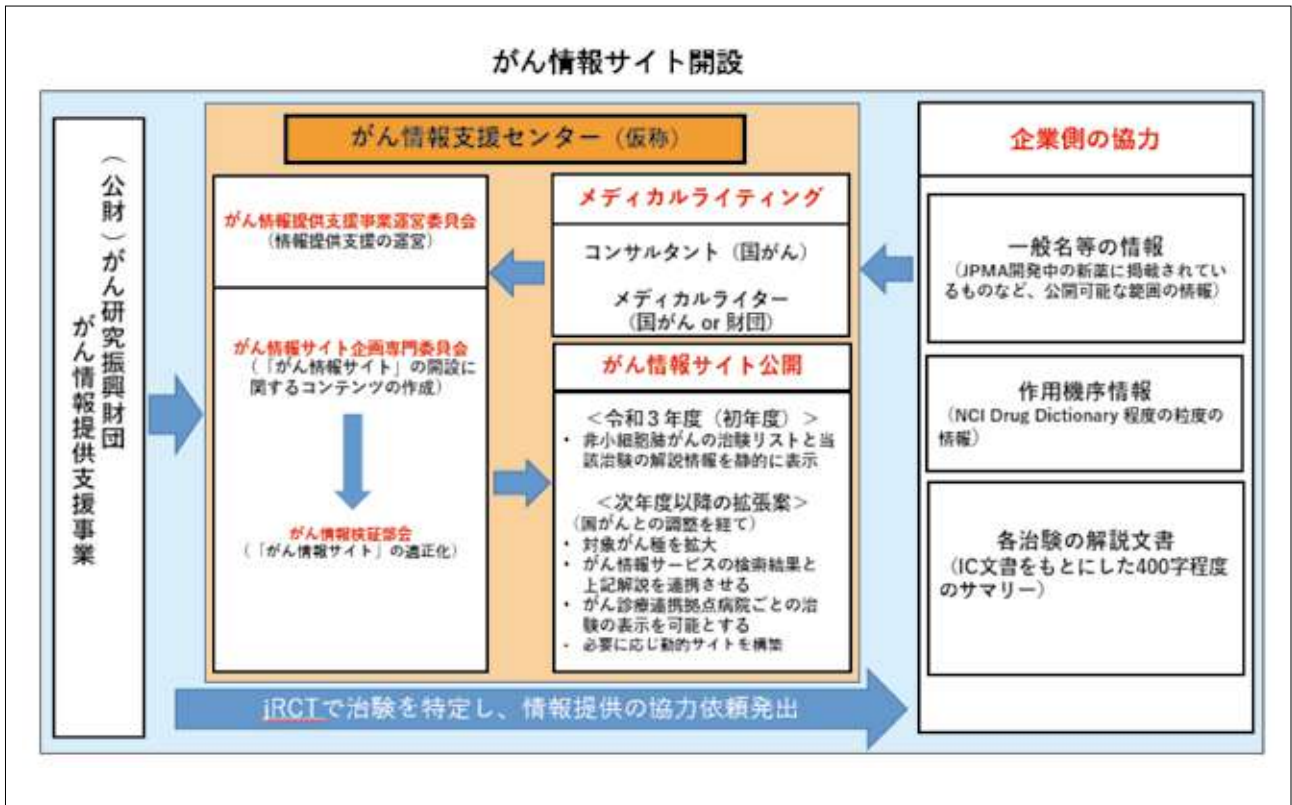 がん情報サイト開設
（公財）がん研究振興財団
がん情報提供支援事業
がん情報支援センター（仮称）
がん情報提供支援事業運営委員会
（情報提供支援の運営）
がん情報サイト企画専門委員会
（「がん情報サイト」の開設に
関するコンテンツの作成）
がん情報検証部会
（「がん情報サイト」の適正化）
メディカルライティング
コンサルタント（国がん）
メディカルライター
（国がん or 財団）
がん情報サイト公開
＜令和３年度（初年度）＞
• 非小細胞肺がんの治験リストと当
該治験の解説情報を静的に表示
＜次年度以降の拡張案＞
（国がんとの調整を経て）
• 対象がん種を拡大
• がん情報サービスの検索結果と
上記解説を連携させる
• がん診療連携拠点病院ごとの治
験の表示を可能とする
- 必要に応じ動的サイトを構築
企業側の協力
一般名等の情報
（JPMA開発中の新薬に掲載されてい
るものなど、公開可能な範囲の情報）
作用機序情報
（NCI Drug Dictionary 程度の粒度の
情報）
各治験の解説文書
（IC文書をもとにした400字程度
のサマリー）
jRCTで治験を特定し、情報提供の協力依頼発出